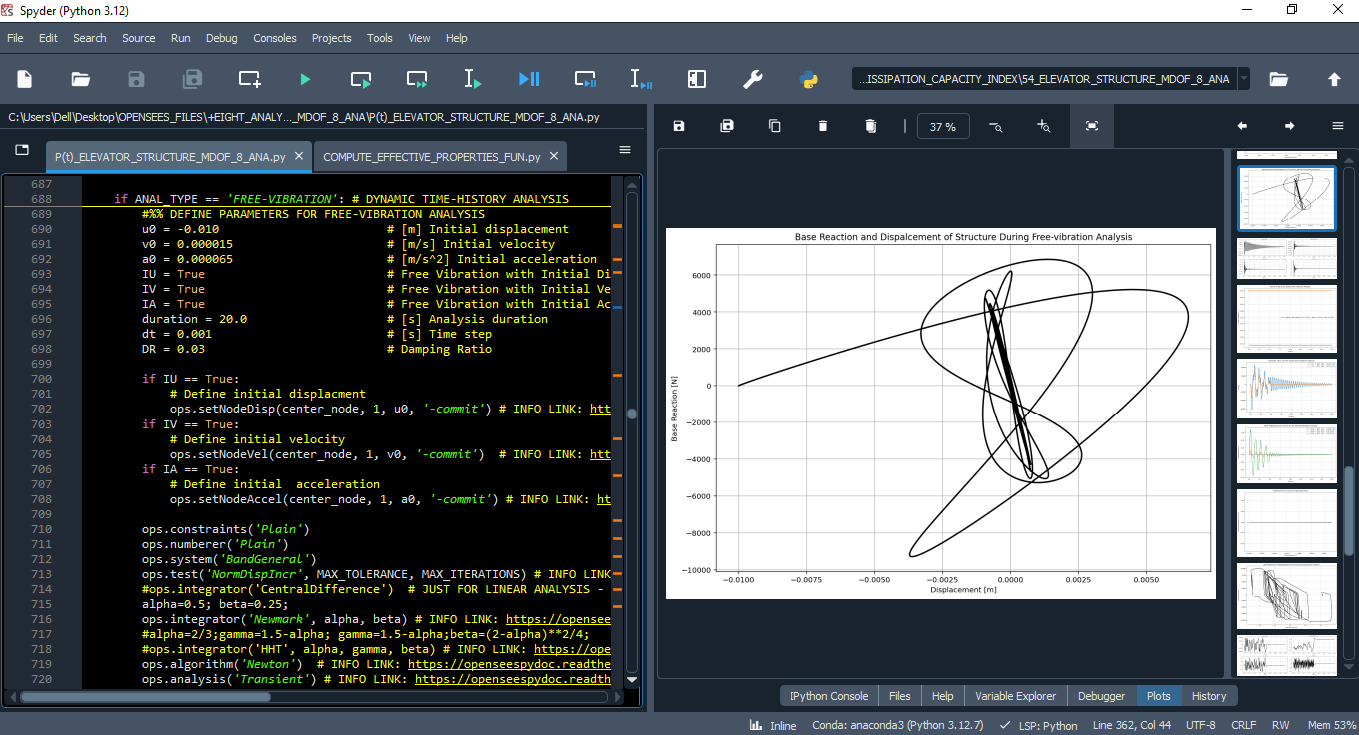 Spyder (Python 3.12)
File Edit Search Source Run Debug Consoles Projects Tools View Help
...ISSIPATION_CAPACITY_INDEX\54_ELEVATOR_STRUCTURE_MDOF_8_ANA
C:\Users\Dell\Desktop\OPENSEES_FILES\+EIGHT_ANALY..._MDOF_8_ANA\P(t)_ELEVATOR_STRUCTURE_MDOF_8_ANA.py
P(t)_ELEVATOR_STRUCTURE_MDOF_8_ANA.py
COMPUTE_EFFECTIVE_PROPERTIES_FUN.py
687
688 if ANAL_TYPE == 'FREE-VIBRATION': # DYNAMIC TIME-HISTORY ANALYSIS
689 #%% DEFINE PARAMETERS FOR FREE-VIBRATION ANALYSIS
690 u0 = -0.010 # [m] Initial displacement
691 v0 = 0.000015 # [m/s] Initial velocity
692 a0 = 0.000065 # [m/s^2] Initial acceleration
693 IU = True # Free Vibration with Initial Di
694 IV = True # Free Vibration with Initial Ve
695 IA = True # Free Vibration with Initial Ac
696 duration = 20.0 # [s] Analysis duration
697 dt = 0.001 # [s] Time step
698 DR = 0.03 # Damping Ratio
699
700 if IU == True:
701 # Define initial displacment
702 ops.setNodeDisp(center_node, 1, u0, '-commit') # INFO LINK: htt
703 if IV == True:
704 # Define initial velocity
705 ops.setNodeVel(center_node, 1, v0, '-commit') # INFO LINK: htt
706 if IA == True:
707 # Define initial  acceleration
708 ops.setNodeAccel(center_node, 1, a0, '-commit') # INFO LINK: ht
709
710 ops.constraints('Plain')
711 ops.numberer('Plain')
712 ops.system('BandGeneral')
713 ops.test('NormDispIncr', MAX_TOLERANCE, MAX_ITERATIONS) # INFO LINK
714 #ops.integrator('CentralDifference')  # JUST FOR LINEAR ANALYSIS -
715 alpha=0.5; beta=0.25;
716 ops.integrator('Newmark', alpha, beta) # INFO LINK: https://opensee
717 #alpha=2/3;gamma=1.5-alpha; gamma=1.5-alpha;beta=(2-alpha)**2/4;
718 #ops.integrator('HHT', alpha, gamma, beta) # INFO LINK: https://open
719 ops.algorithm('Newton')  # INFO LINK: https://openseespydoc.readthe
720 ops.analysis('Transient') # INFO LINK: https://openseespydoc.readth
37 %
Base Reaction and Dispalcement of Structure During Free-vibration Analysis
Base Reaction [N]
6000
4000
2000
0
−2000
−4000
−6000
−8000
−10000
−0.0100 −0.0075 −0.0050 −0.0025 0.0000 0.0025 0.0050
Displacement [m]
IPython Console Files Help Variable Explorer Debugger Plots History
Inline Conda: anaconda3 (Python 3.12.7) LSP: Python Line 362, Col 44 UTF-8 CRLF RW Mem 53%